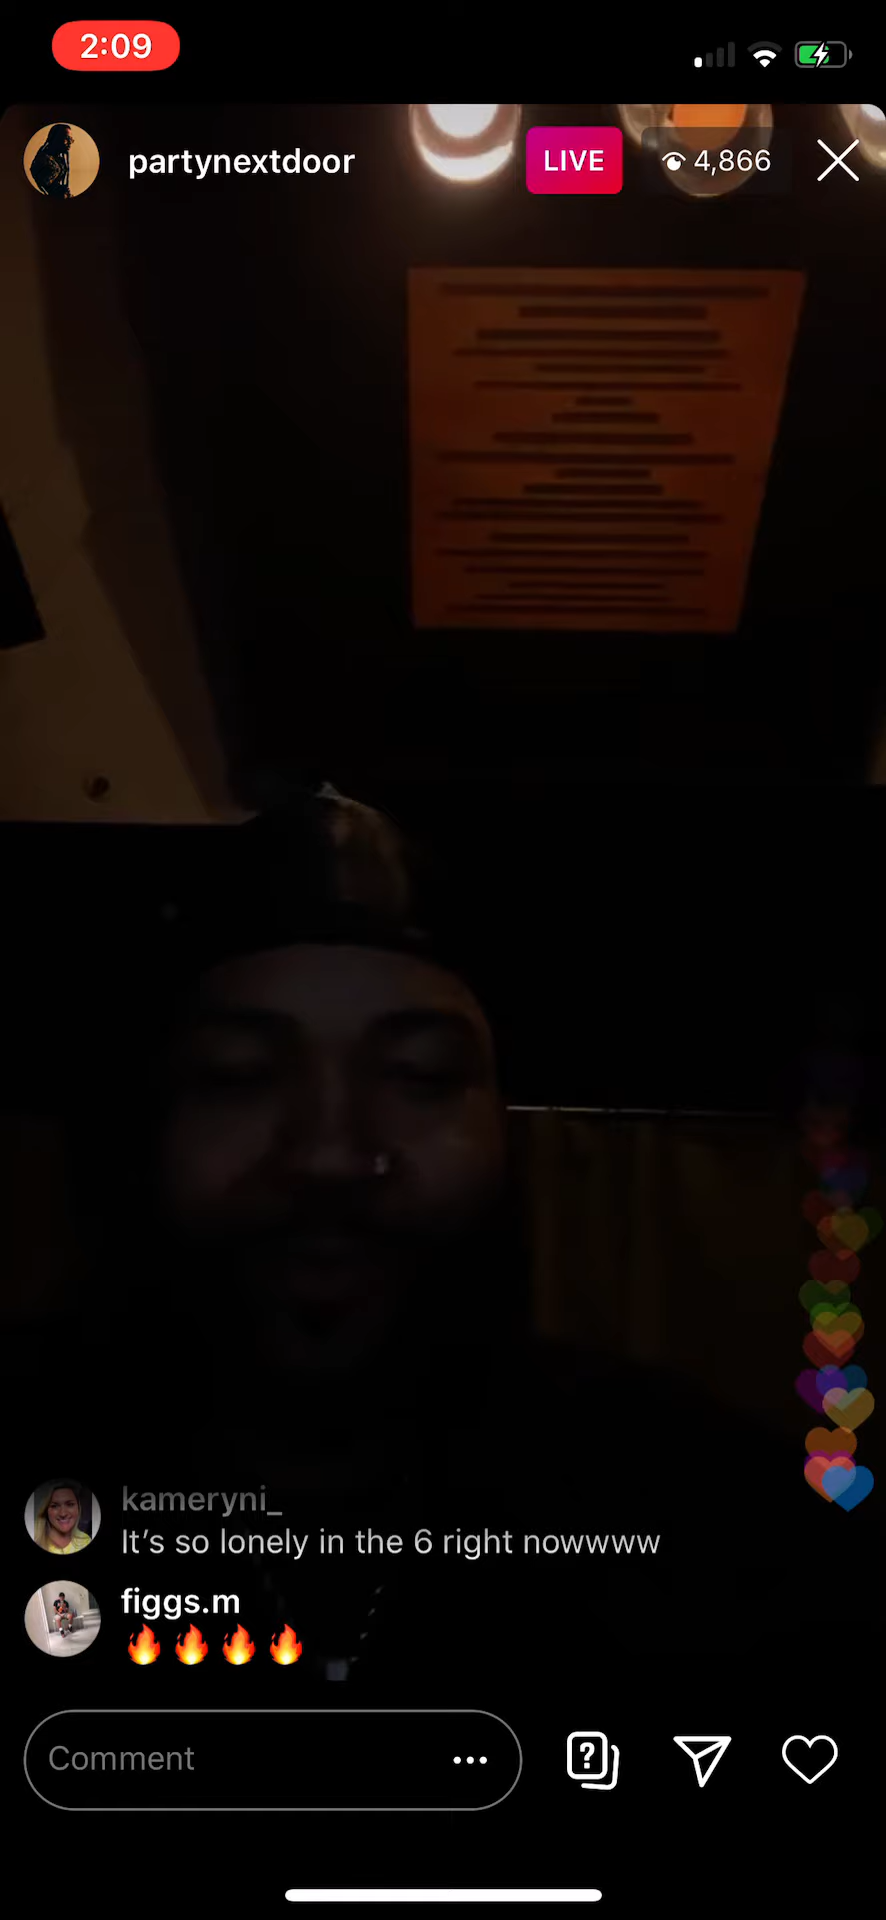 2:09
partynextdoor LIVE 4,866
kameryni_
It’s so lonely in the 6 right nowwww
figgs.m
🔥🔥🔥🔥
Comment